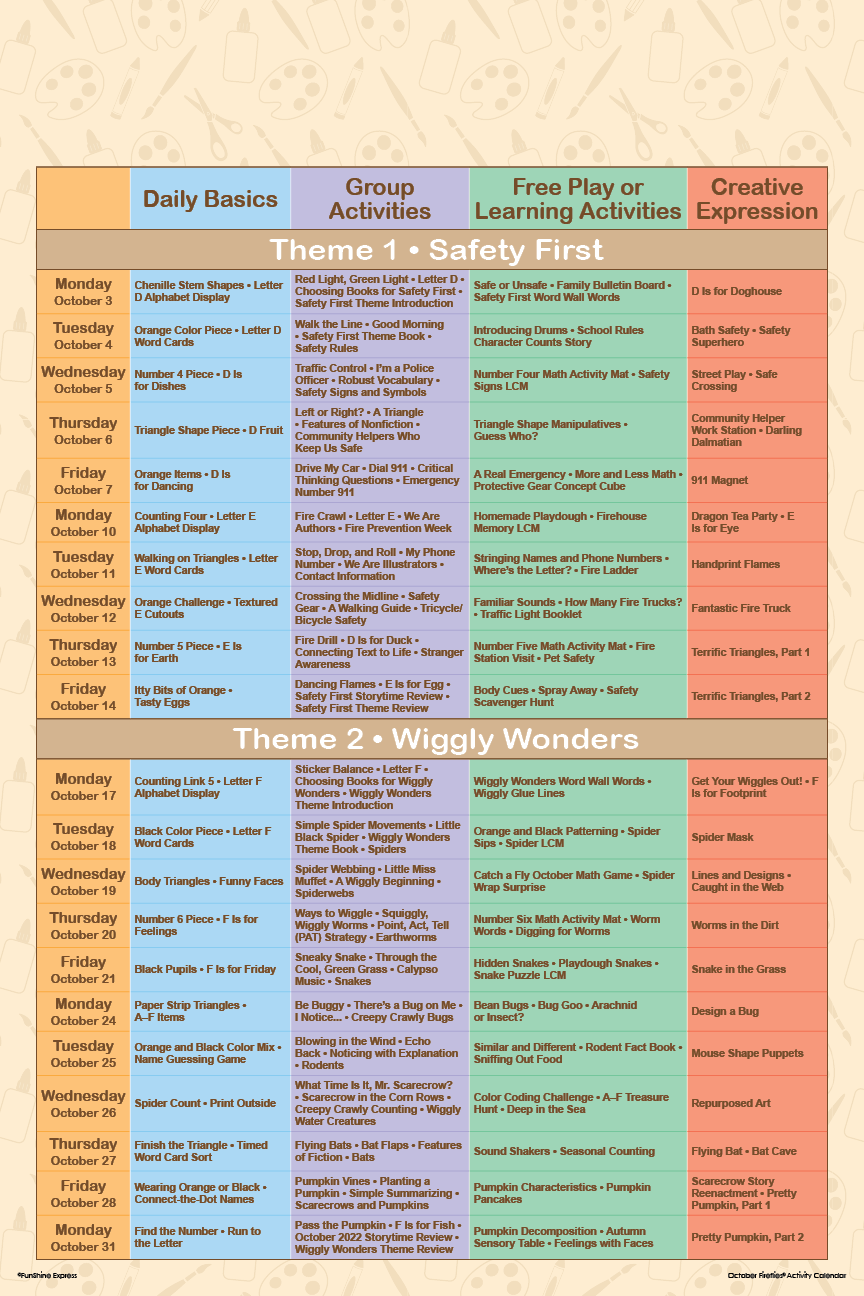 Daily Basics
Group
Activities
Free Play or
Learning Activities
Creative
Expression
Theme 1 • Safety First
Monday
October 3
Chenille Stem Shapes • Letter
D Alphabet Display
Red Light, Green Light • Letter D •
Choosing Books for Safety First •
Safety First Theme Introduction
Safe or Unsafe • Family Bulletin Board •
Safety First Word Wall Words
D Is for Doghouse
Tuesday
October 4
Orange Color Piece • Letter D
Word Cards
Walk the Line • Good Morning
• Safety First Theme Book •
Safety Rules
Introducing Drums • School Rules
Character Counts Story
Bath Safety • Safety
Superhero
Wednesday
October 5
Number 4 Piece • D Is
for Dishes
Traffic Control • I'm a Police
Officer • Robust Vocabulary •
Safety Signs and Symbols
Number Four Math Activity Mat • Safety
Signs LCM
Street Play • Safe
Crossing
Thursday
October 6
Triangle Shape Piece • D Fruit
Left or Right? • A Triangle
• Features of Nonfiction •
Community Helpers Who
Keep Us Safe
Triangle Shape Manipulatives •
Guess Who?
Community Helper
Work Station • Darling
Dalmatian
Friday
October 7
Orange Items • D Is
for Dancing
Drive My Car • Dial 911 • Critical
Thinking Questions • Emergency
Number 911
A Real Emergency • More and Less Math •
Protective Gear Concept Cube
911 Magnet
Monday
October 10
Counting Four • Letter E
Alphabet Display
Fire Crawl • Letter E • We Are
Authors • Fire Prevention Week
Homemade Playdough • Firehouse
Memory LCM
Dragon Tea Party • E
Is for Eye
Tuesday
October 11
Walking on Triangles • Letter
E Word Cards
Stop, Drop, and Roll • My Phone
Number • We Are Illustrators •
Contact Information
Stringing Names and Phone Numbers •
Where's the Letter? • Fire Ladder
Handprint Flames
Wednesday
October 12
Orange Challenge • Textured
E Cutouts
Crossing the Midline • Safety
Gear • A Walking Guide • Tricycle/
Bicycle Safety
Familiar Sounds • How Many Fire Trucks?
• Traffic Light Booklet
Fantastic Fire Truck
Thursday
October 13
Number 5 Piece • E Is
for Earth
Fire Drill • D Is for Duck •
Connecting Text to Life • Stranger
Awareness
Number Five Math Activity Mat • Fire
Station Visit • Pet Safety
Terrific Triangles, Part 1
Friday
October 14
Itty Bits of Orange •
Tasty Eggs
Dancing Flames • E Is for Egg •
Safety First Storytime Review •
Safety First Theme Review
Body Cues • Spray Away • Safety
Scavenger Hunt
Terrific Triangles, Part 2
Theme 2 • Wiggly Wonders
Monday
October 17
Counting Link 5 • Letter F
Alphabet Display
Sticker Balance • Letter F •
Choosing Books for Wiggly
Wonders • Wiggly Wonders
Theme Introduction
Wiggly Wonders Word Wall Words •
Wiggly Glue Lines
Get Your Wiggles Out! • F
Is for Footprint
Tuesday
October 18
Black Color Piece • Letter F
Word Cards
Simple Spider Movements • Little
Black Spider • Wiggly Wonders
Theme Book • Spiders
Orange and Black Patterning • Spider
Sips • Spider LCM
Spider Mask
Wednesday
October 19
Body Triangles • Funny Faces
Spider Webbing • Little Miss
Muffet • A Wiggly Beginning •
Spiderwebs
Catch a Fly October Math Game • Spider
Wrap Surprise
Lines and Designs •
Caught in the Web
Thursday
October 20
Number 6 Piece • F Is for
Feelings
Ways to Wiggle • Squiggly,
Wiggly Worms • Point, Act, Tell
(PAT) Strategy • Earthworms
Number Six Math Activity Mat • Worm
Words • Digging for Worms
Worms in the Dirt
Friday
October 21
Black Pupils • F Is for Friday
Sneaky Snake • Through the
Cool, Green Grass • Calypso
Music • Snakes
Hidden Snakes • Playdough Snakes •
Snake Puzzle LCM
Snake in the Grass
Monday
October 24
Paper Strip Triangles •
A–F Items
Be Buggy • There's a Bug on Me •
I Notice... • Creepy Crawly Bugs
Bean Bugs • Bug Goo • Arachnid
or Insect?
Design a Bug
Tuesday
October 25
Orange and Black Color Mix •
Name Guessing Game
Blowing in the Wind • Echo
Back • Noticing with Explanation
• Rodents
Similar and Different • Rodent Fact Book •
Sniffing Out Food
Mouse Shape Puppets
Wednesday
October 26
Spider Count • Print Outside
What Time Is It, Mr. Scarecrow?
• Scarecrow in the Corn Rows •
Creepy Crawly Counting • Wiggly
Water Creatures
Color Coding Challenge • A–F Treasure
Hunt • Deep in the Sea
Repurposed Art
Thursday
October 27
Finish the Triangle • Timed
Word Card Sort
Flying Bats • Bat Flaps • Features
of Fiction • Bats
Sound Shakers • Seasonal Counting
Flying Bat • Bat Cave
Friday
October 28
Wearing Orange or Black •
Connect-the-Dot Names
Pumpkin Vines • Planting a
Pumpkin • Simple Summarizing •
Scarecrows and Pumpkins
Pumpkin Characteristics • Pumpkin
Pancakes
Scarecrow Story
Reenactment • Pretty
Pumpkin, Part 1
Monday
October 31
Find the Number • Run to
the Letter
Pass the Pumpkin • F Is for Fish •
October 2022 Storytime Review •
Wiggly Wonders Theme Review
Pumpkin Decomposition • Autumn
Sensory Table • Feelings with Faces
Pretty Pumpkin, Part 2
©FunShine Express
October Fireflies® Activity Calendar